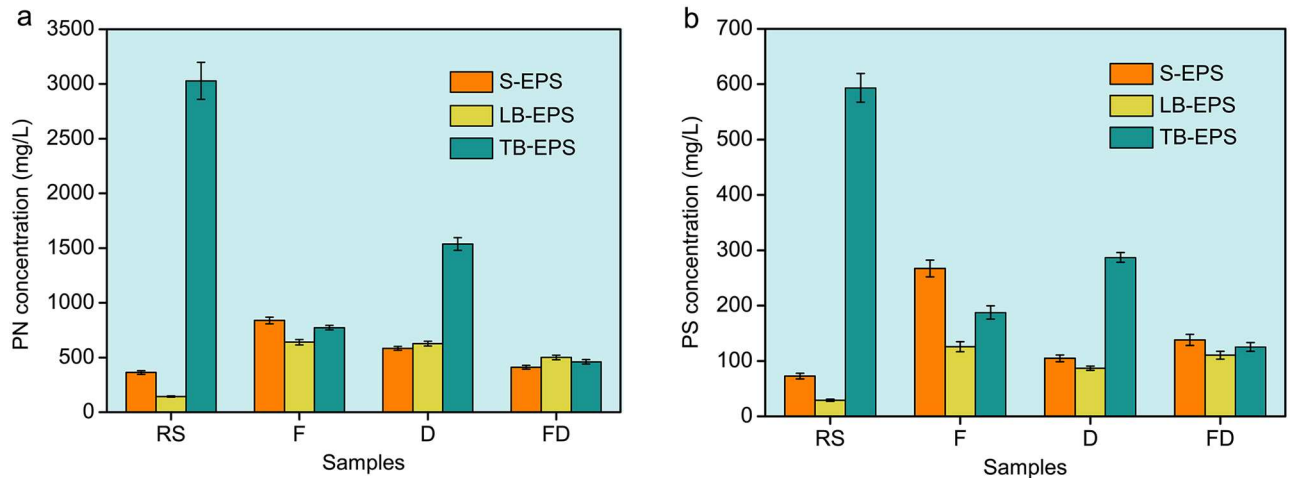 a
3500
3000
2500
2000
1500
1000
500
0
PN concentration (mg/L)
S-EPS
LB-EPS
TB-EPS
RS F D FD
Samples
b
700
600
500
400
300
200
100
0
PS concentration (mg/L)
S-EPS
LB-EPS
TB-EPS
RS F D FD
Samples